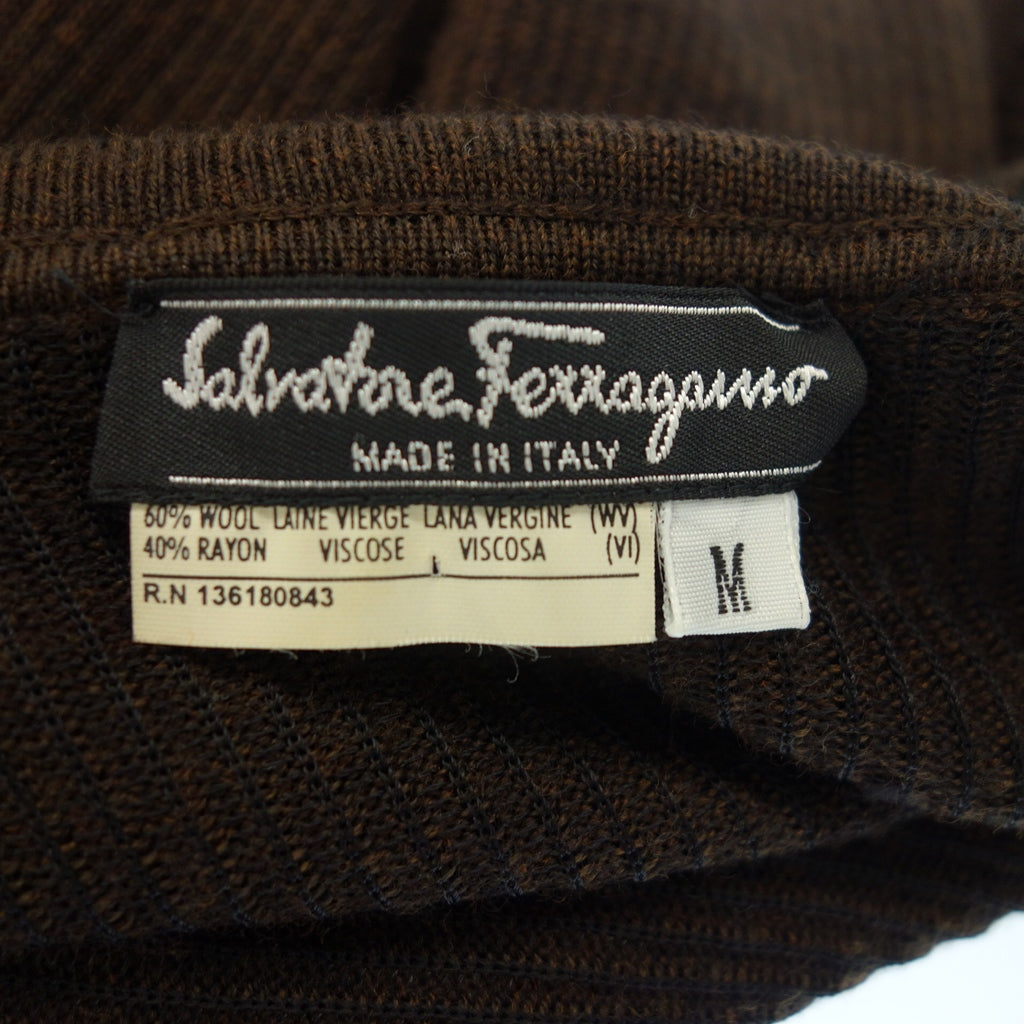 Salvatore Ferragamo
MADE IN ITALY
60% WOOL LAINE VIERGE LANA VERGINE (WV)
40% RAYON VISCOSE VISCOSA (VI)
R.N 136180843
M